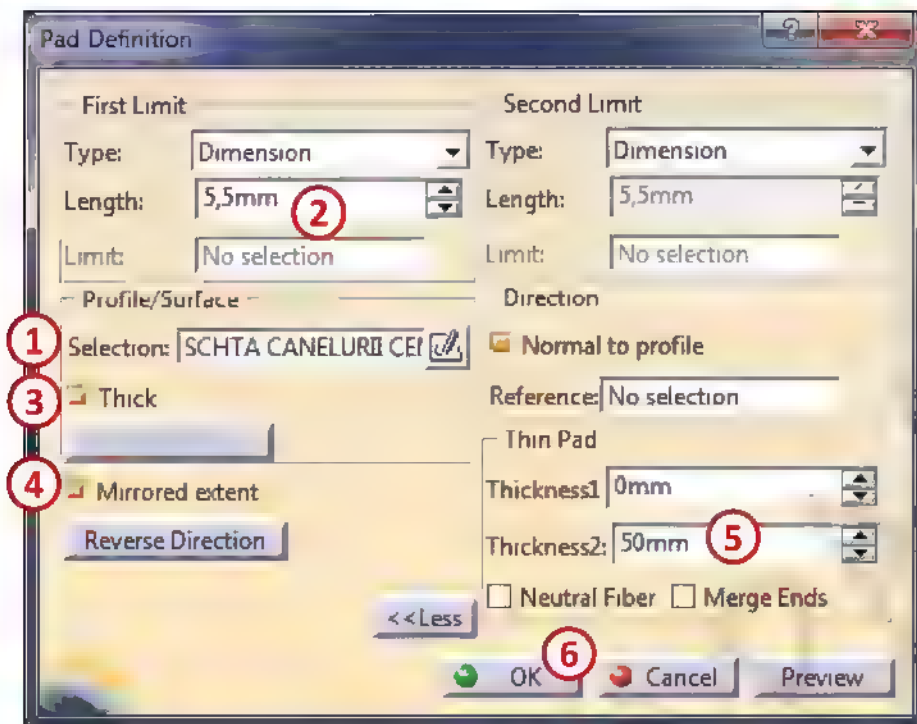 Pad Definition
?
First Limit
Type: Dimension
Length: 5,5mm
2
Limit: No selection
Second Limit
Type: Dimension
Length: 5,5mm
Limit: No selection
Profile/Surface
1
Selection: SCHTA CANELURII CEI
3
Thick
4
Mirrored extent
Reverse Direction
Direction
Normal to profile
Reference: No selection
Thin Pad
Thickness1 0mm
Thickness2: 50mm
5
Neutral Fiber
Merge Ends
<<Less
6
OK
Cancel
Preview